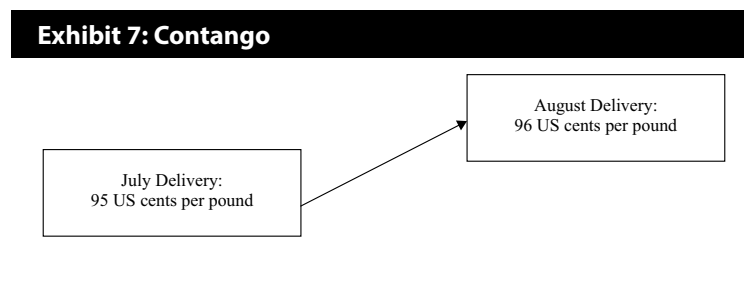 Exhibit 7: Contango
August Delivery:
96 US cents per pound
July Delivery:
95 US cents per pound